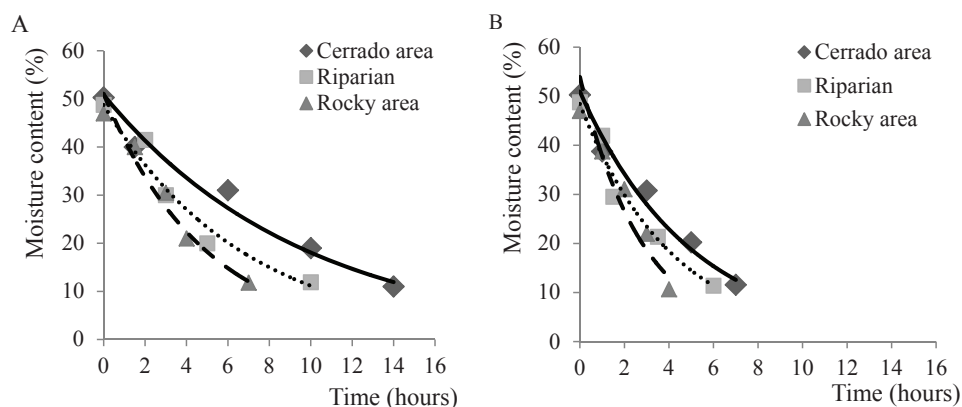 A
Moisture content (%)
60
50
40
30
20
10
0
0 2 4 6 8 10 12 14 16
Time (hours)
Cerrado area
Riparian
Rocky area
B
Moisture content (%)
60
50
40
30
20
10
0
0 2 4 6 8 10 12 14 16
Time (hours)
Cerrado area
Riparian
Rocky area